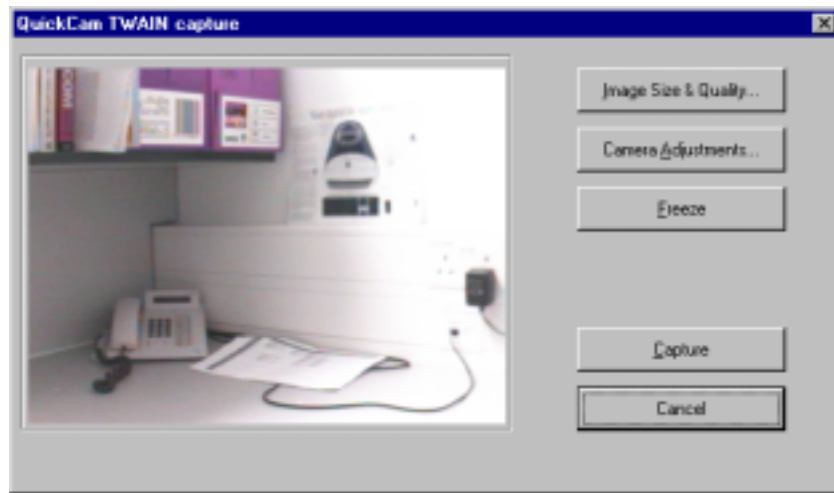 QuickCam TWAIN capture
Image Size & Quality...
Camera Adjustments...
Freeze
Capture
Cancel